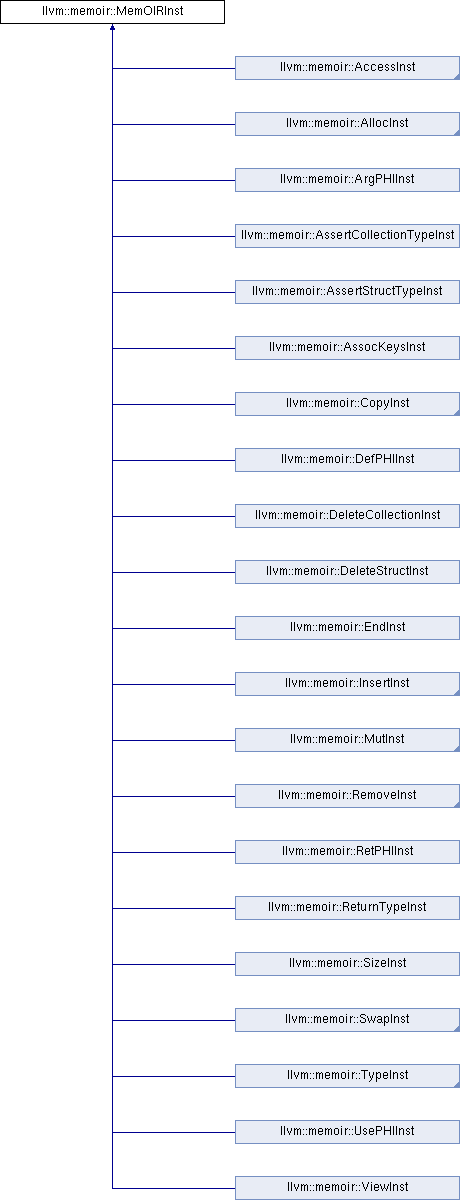 llvm::memoir::MemOIRInst
llvm::memoir::AccessInst
llvm::memoir::AllocInst
llvm::memoir::ArgPHIInst
llvm::memoir::AssertCollectionTypeInst
llvm::memoir::AssertStructTypeInst
llvm::memoir::AssocKeysInst
llvm::memoir::CopyInst
llvm::memoir::DefPHIInst
llvm::memoir::DeleteCollectionInst
llvm::memoir::DeleteStructInst
llvm::memoir::EndInst
llvm::memoir::InsertInst
llvm::memoir::MutInst
llvm::memoir::RemoveInst
llvm::memoir::RetPHIInst
llvm::memoir::ReturnTypeInst
llvm::memoir::SizeInst
llvm::memoir::SwapInst
llvm::memoir::TypeInst
llvm::memoir::UsePHIInst
llvm::memoir::ViewInst